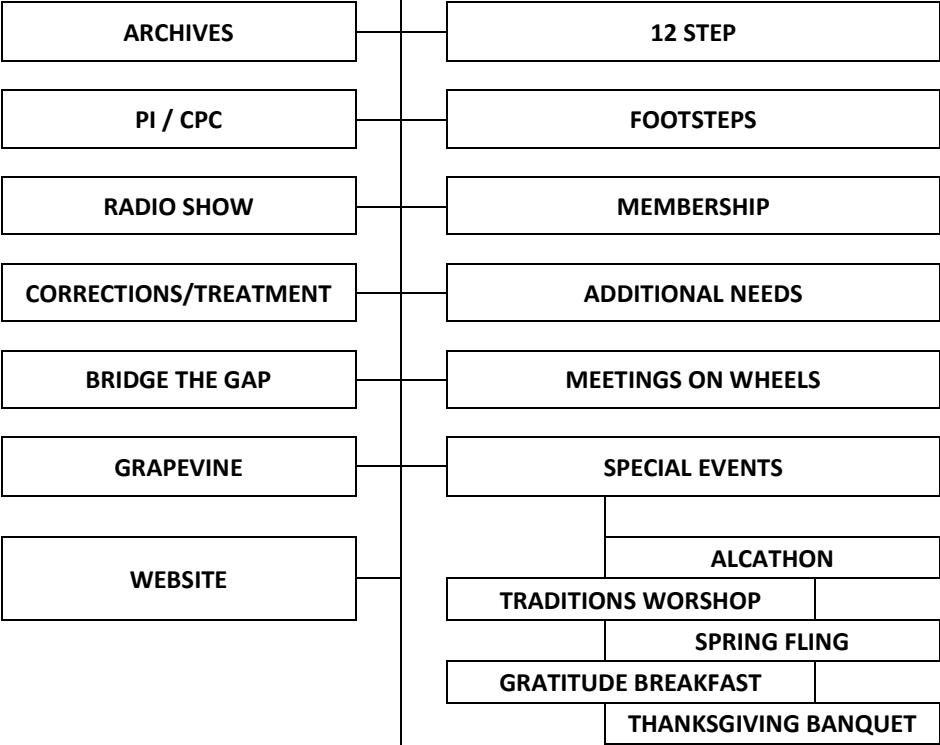 ARCHIVES
12 STEP
PI / CPC
FOOTSTEPS
RADIO SHOW
MEMBERSHIP
CORRECTIONS/TREATMENT
ADDITIONAL NEEDS
BRIDGE THE GAP
MEETINGS ON WHEELS
GRAPEVINE
SPECIAL EVENTS
WEBSITE
ALCATHON
TRADITIONS WORSHOP
SPRING FLING
GRATITUDE BREAKFAST
THANKSGIVING BANQUET